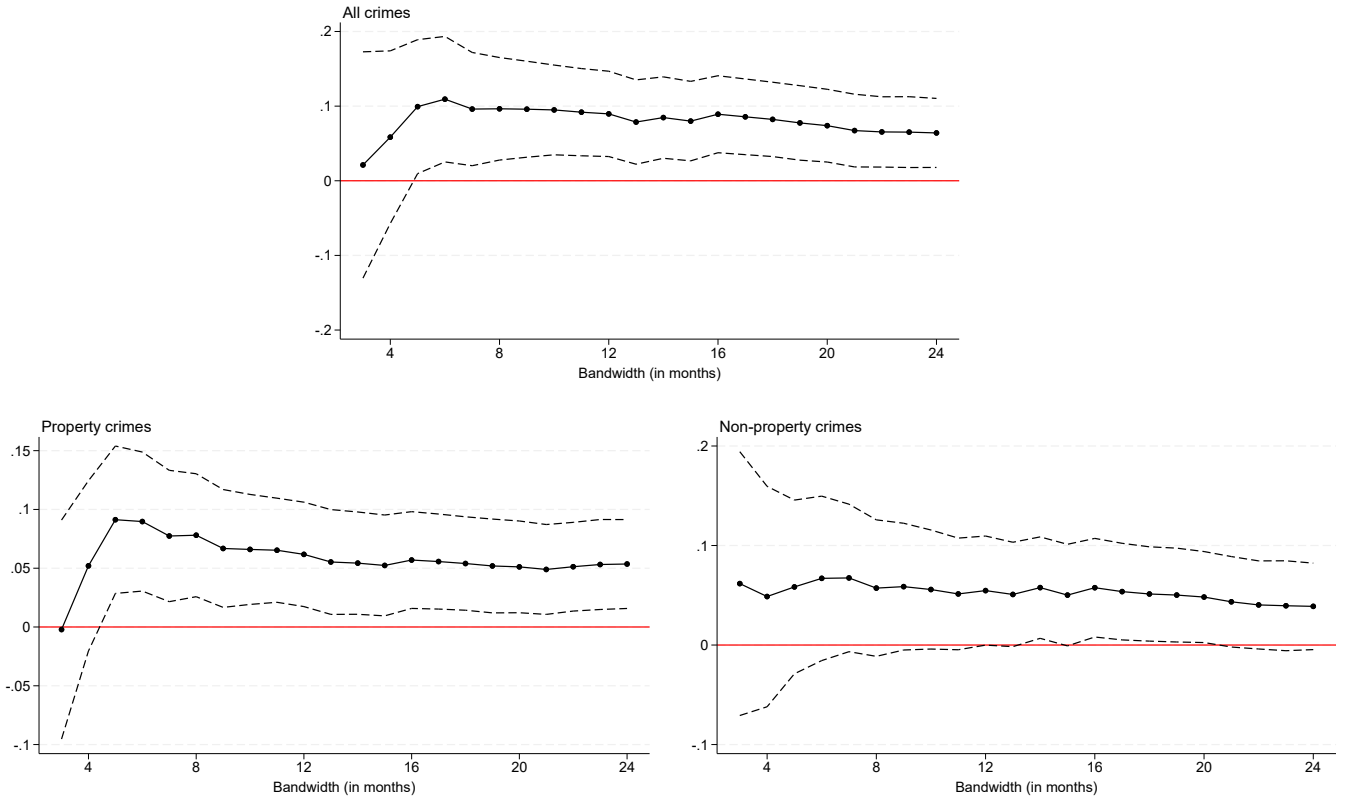 All crimes
.2
.1
0
-.1
-.2
4 8 12 16 20 24
Bandwidth (in months)
Property crimes
.15
.1
.05
0
-.05
-.1
4 8 12 16 20 24
Bandwidth (in months)
Non-property crimes
.2
.1
0
-.1
4 8 12 16 20 24
Bandwidth (in months)